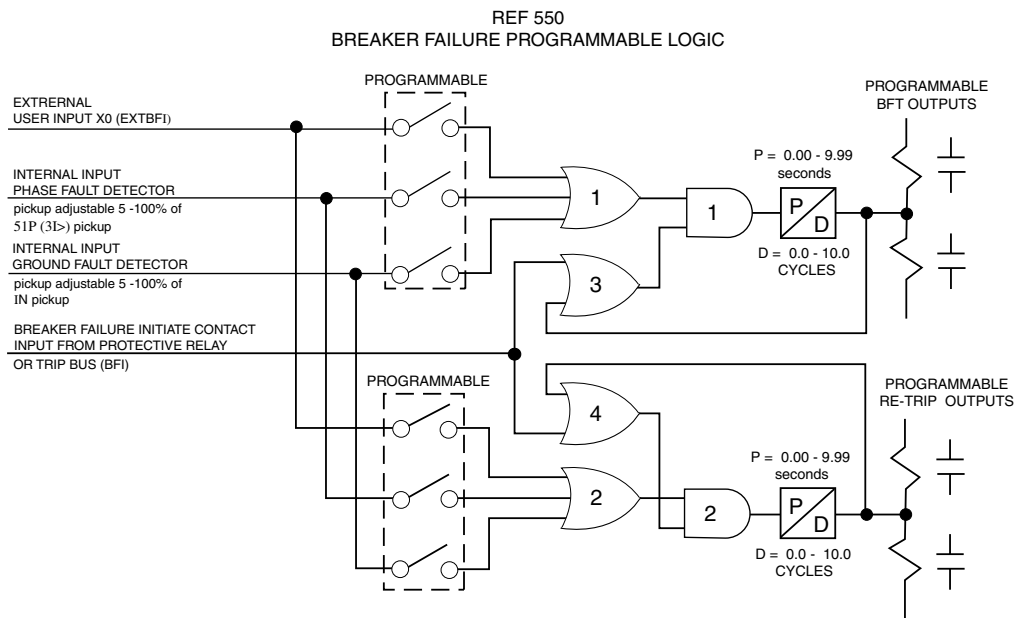 REF 550
BREAKER FAILURE PROGRAMMABLE LOGIC
PROGRAMMABLE
EXTRERNAL
USER INPUT X0 (EXTBFI)
INTERNAL INPUT
PHASE FAULT DETECTOR
pickup adjustable 5 -100% of
51P (3I>) pickup
INTERNAL INPUT
GROUND FAULT DETECTOR
pickup adjustable 5 -100% of
IN pickup
BREAKER FAILURE INITIATE CONTACT
INPUT FROM PROTECTIVE RELAY
OR TRIP BUS (BFI)
1
3
1
P = 0.00 - 9.99
seconds
P
D
D = 0.0 - 10.0
CYCLES
PROGRAMMABLE
BFT OUTPUTS
PROGRAMMABLE
4
2
2
P = 0.00 - 9.99
seconds
P
D
D = 0.0 - 10.0
CYCLES
PROGRAMMABLE
RE-TRIP OUTPUTS